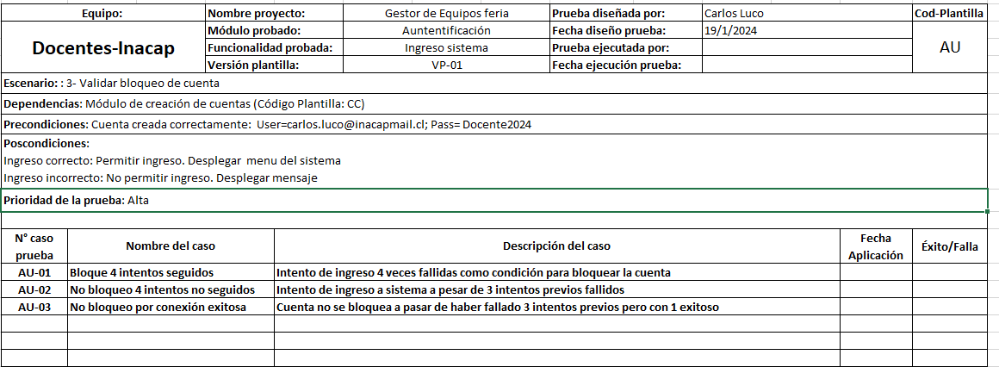 Equipo: Nombre proyecto: Gestor de Equipos feria Prueba diseñada por: Carlos Luco Cod-Plantilla
Docentes-Inacap Módulo probado: Auntentificación Fecha diseño prueba: 19/1/2024 AU
Funcionalidad probada: Ingreso sistema Prueba ejecutada por:
Versión plantilla: VP-01 Fecha ejecución prueba:
Escenario: : 3- Validar bloqueo de cuenta
Dependencias: Módulo de creación de cuentas (Código Plantilla: CC)
Precondiciones: Cuenta creada correctamente: User=carlos.luco@inacapmail.cl; Pass= Docente2024
Poscondiciones:
Ingreso correcto: Permitir ingreso. Desplegar menu del sistema
Ingreso incorrecto: No permitir ingreso. Desplegar mensaje
Prioridad de la prueba: Alta
N° caso prueba Nombre del caso Descripción del caso Fecha Aplicación Éxito/Falla
AU-01 Bloque 4 intentos seguidos Intento de ingreso 4 veces fallidas como condición para bloquear la cuenta
AU-02 No bloqueo 4 intentos no seguidos Intento de ingreso a sistema a pesar de 3 intentos previos fallidos
AU-03 No bloqueo por conexión exitosa Cuenta no se bloquea a pasar de haber fallado 3 intentos previos pero con 1 exitoso